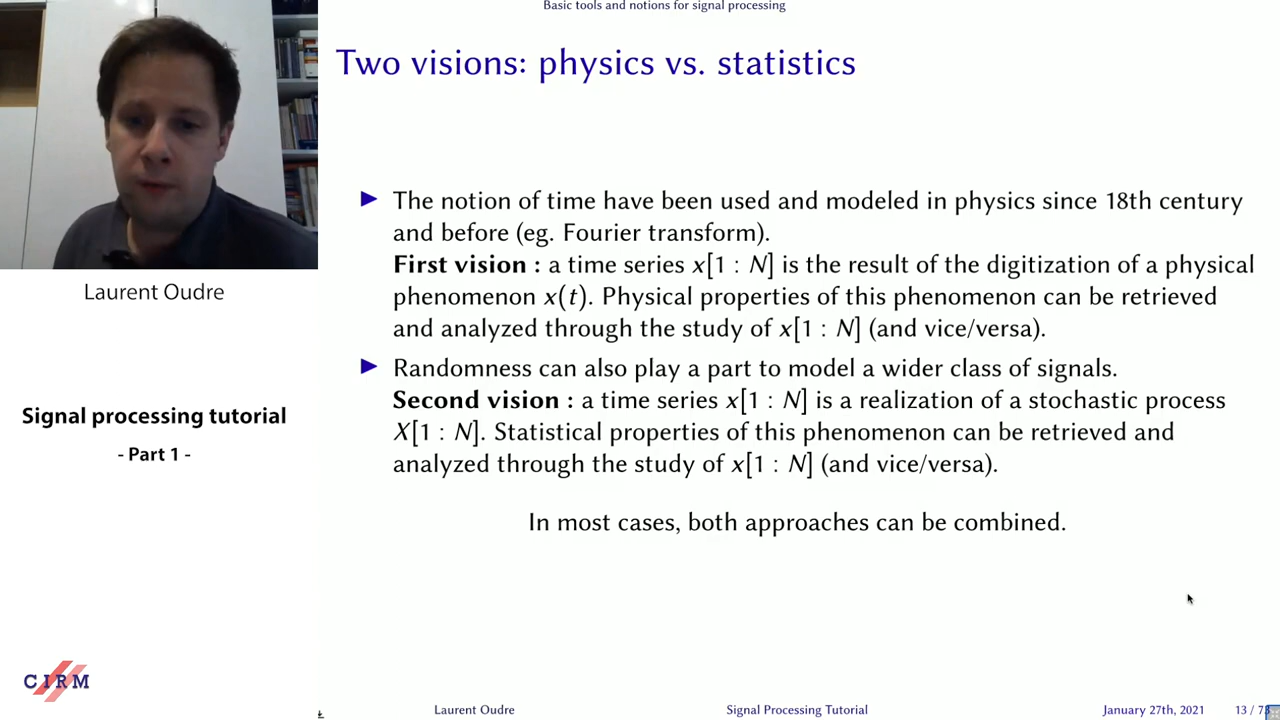 Basic tools and notions for signal processing
Two visions: physics vs. statistics
▶ The notion of time have been used and modeled in physics since 18th century
and before (eg. Fourier transform).
First vision : a time series x[1 : N] is the result of the digitization of a physical
phenomenon x(t). Physical properties of this phenomenon can be retrieved
and analyzed through the study of x[1 : N] (and vice/versa).
▶ Randomness can also play a part to model a wider class of signals.
Second vision : a time series x[1 : N] is a realization of a stochastic process
X[1 : N]. Statistical properties of this phenomenon can be retrieved and
analyzed through the study of x[1 : N] (and vice/versa).
In most cases, both approaches can be combined.
Laurent Oudre
Signal processing tutorial
- Part 1 -
CIRM
Laurent Oudre Signal Processing Tutorial January 27th, 2021 13 /